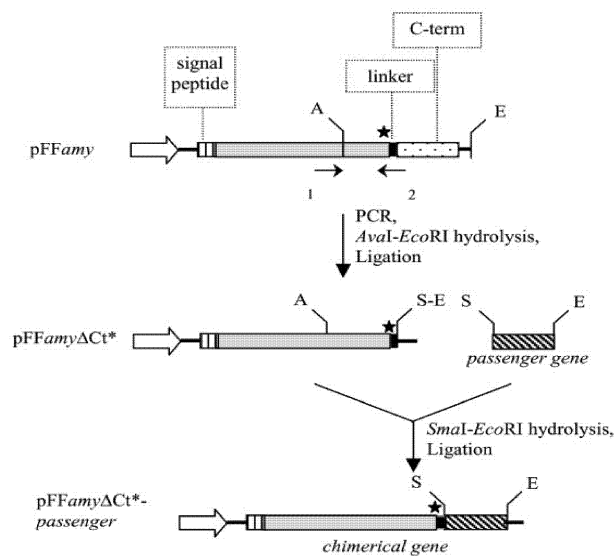 C-term
signal
peptide
linker
A
E
pFFamy
1
2
PCR,
AvaI-EcoRI hydrolysis,
Ligation
A
S-E
S
E
pFFamyΔCt*
passenger gene
SmaI-EcoRI hydrolysis,
Ligation
S
E
pFFamyΔCt*-
passenger
chimerical gene